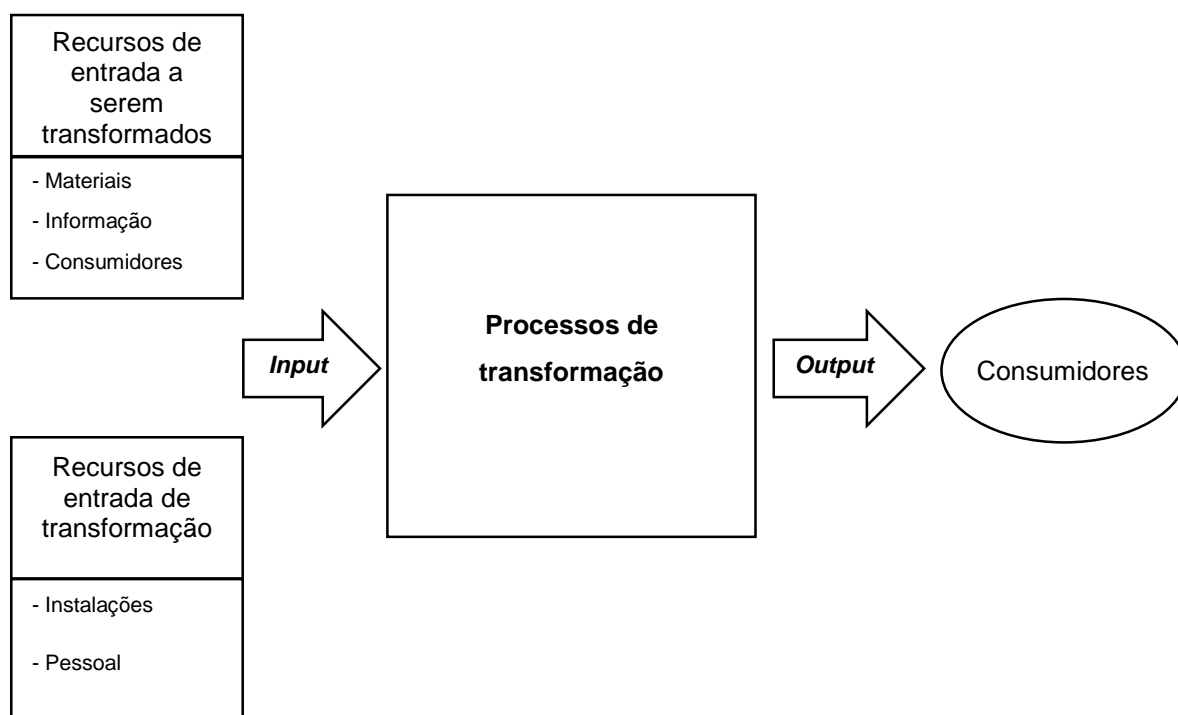 Recursos de
entrada a
serem
transformados
- Materiais
- Informação
- Consumidores
Processos de
transformação
Input
Output
Consumidores
Recursos de
entrada de
transformação
- Instalações
- Pessoal